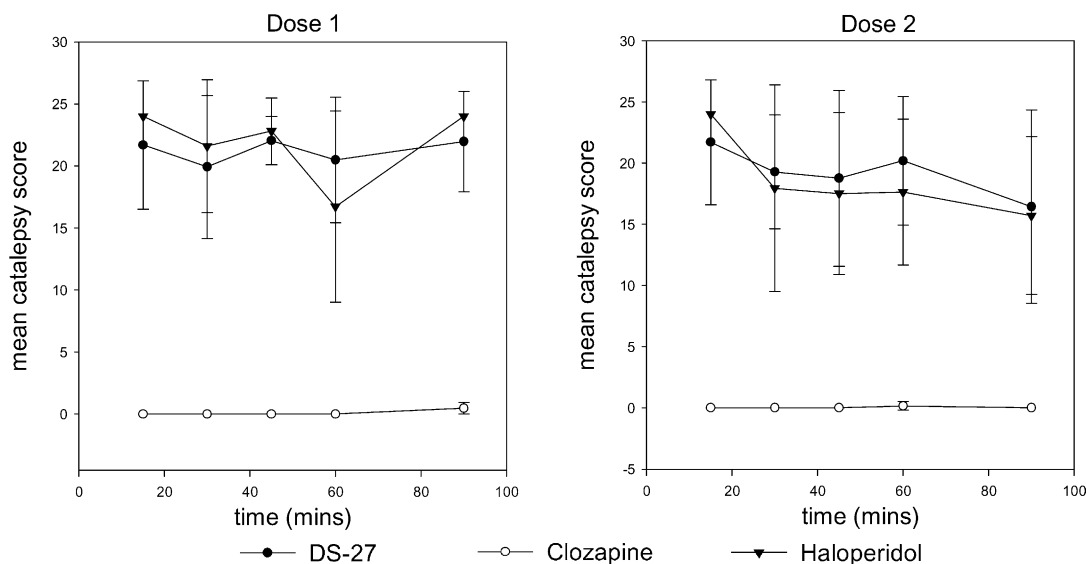 Dose 1
Dose 2
30
25
20
15
10
5
0
mean catalepsy score
0 20 40 60 80 100
time (mins)
30
25
20
15
10
5
0
-5
mean catalepsy score
0 20 40 60 80 100
time (mins)
DS-27 Clozapine Haloperidol